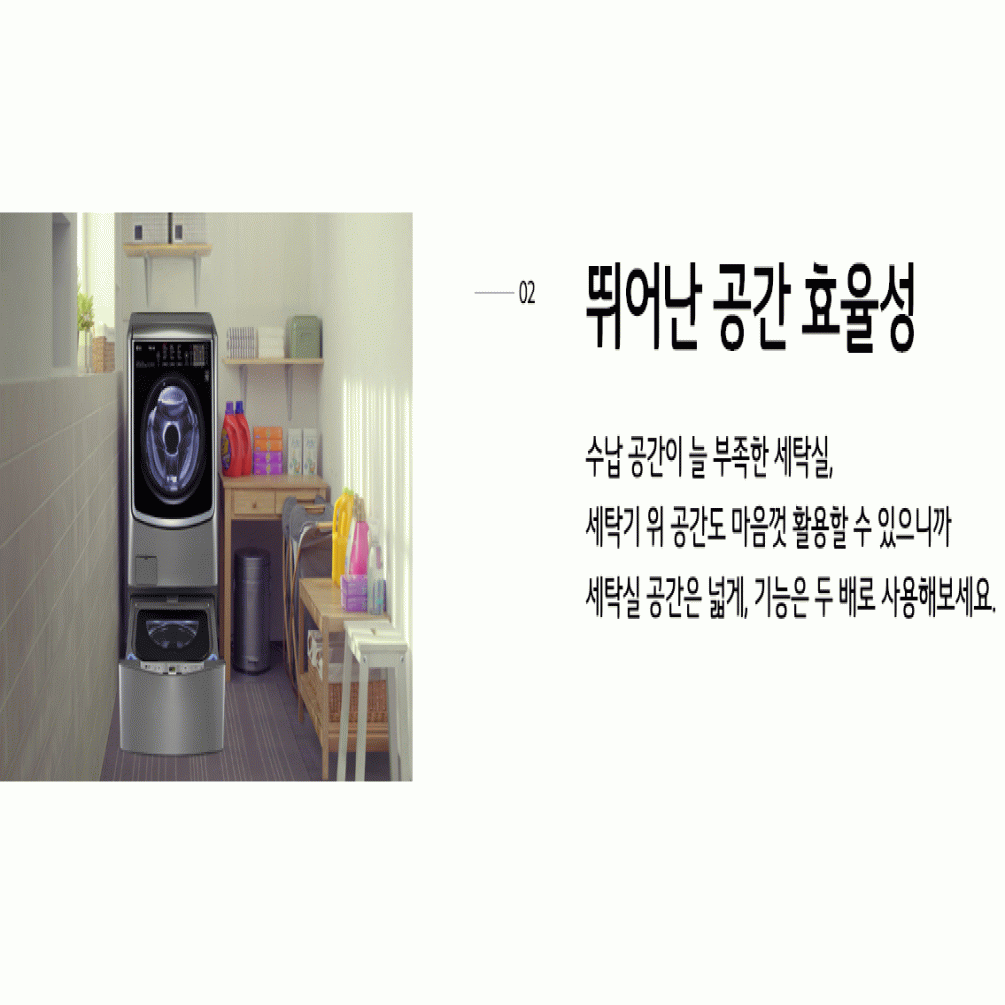 02
뛰어난 공간 효율성
수납 공간이 늘 부족한 세탁실,
세탁기 위 공간도 마음껏 활용할 수 있으니까
세탁실 공간은 넓게, 기능은 두 배로 사용해보세요.